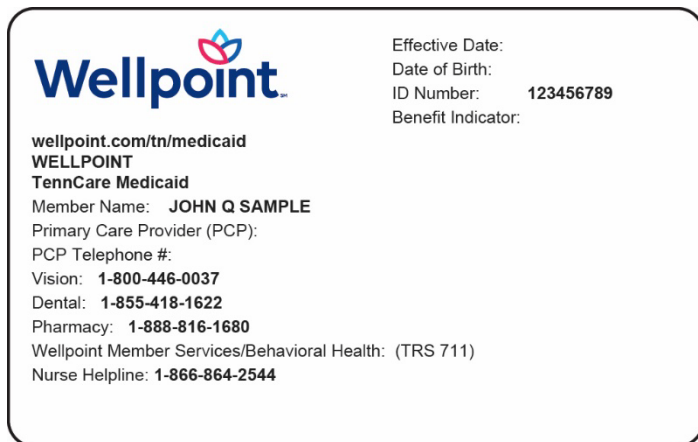 Wellpoint SM
Effective Date:
Date of Birth:
ID Number: 123456789
Benefit Indicator:
wellpoint.com/tn/medicaid
WELLPOINT
TennCare Medicaid
Member Name: JOHN Q SAMPLE
Primary Care Provider (PCP):
PCP Telephone #:
Vision: 1-800-446-0037
Dental: 1-855-418-1622
Pharmacy: 1-888-816-1680
Wellpoint Member Services/Behavioral Health: (TRS 711)
Nurse Helpline: 1-866-864-2544